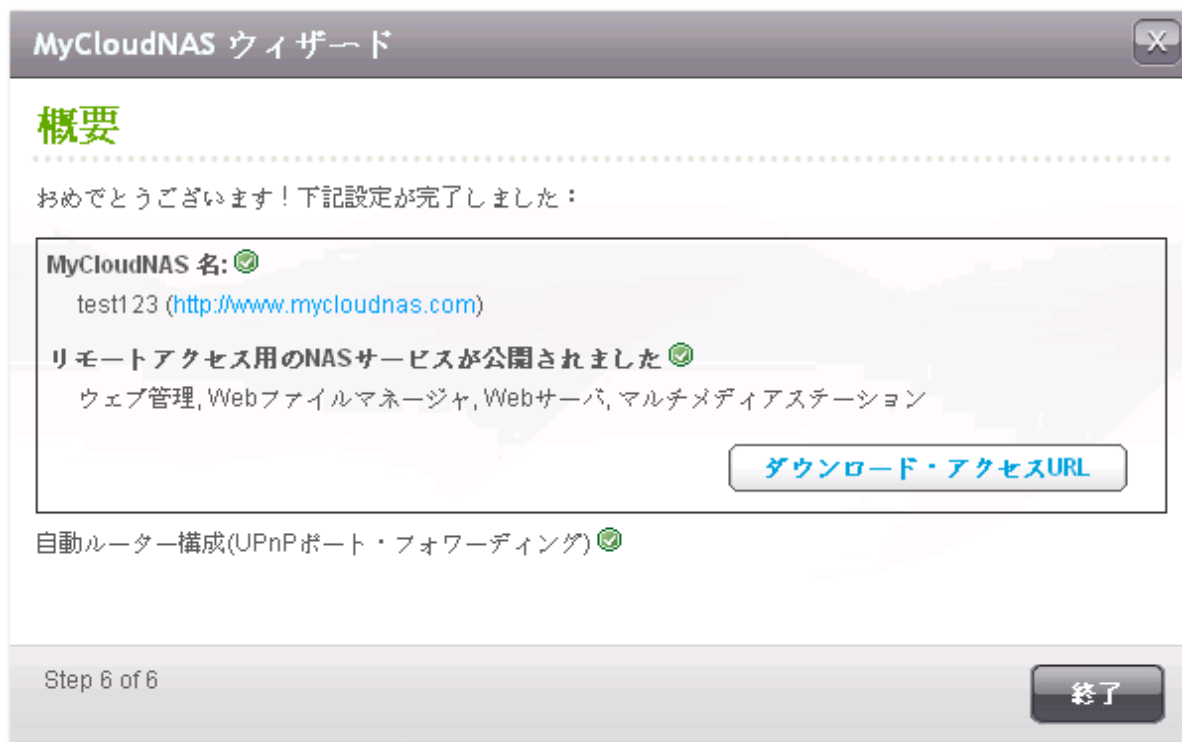 MyCloudNAS ウィザード
概要
おめでとうございます！下記設定が完了しました：
MyCloudNAS 名:
test123 (http://www.mycloudnas.com)
リモートアクセス用のNASサービスが公開されました
ウェブ管理, Webファイルマネージャ, Webサーバ, マルチメディアステーション
ダウンロード・アクセスURL
自動ルーター構成(UPnPポート・フォワーディング)
Step 6 of 6
終了